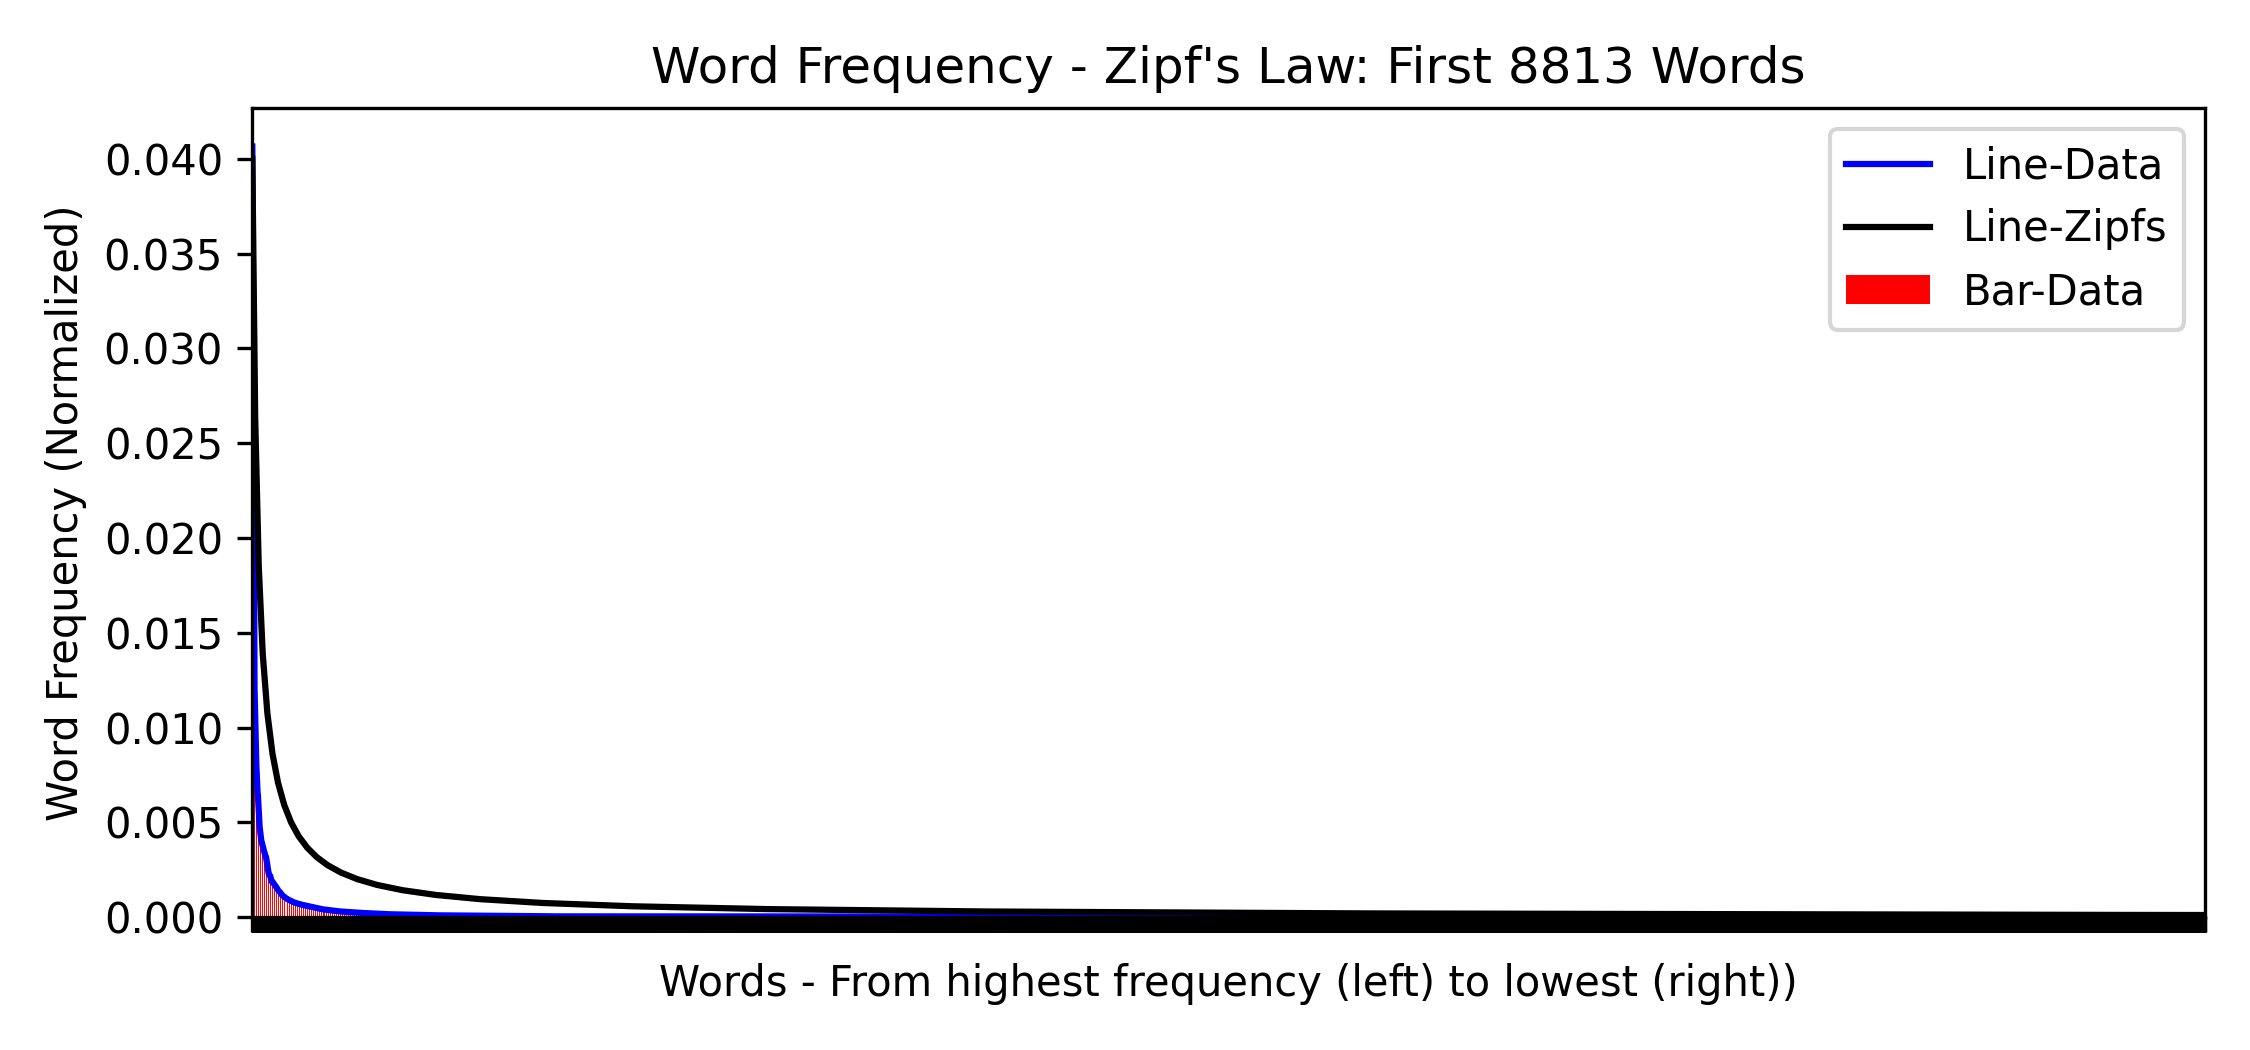 Word Frequency - Zipf's Law: First 8813 Words
Word Frequency (Normalized)
0.040
0.035
0.030
0.025
0.020
0.015
0.010
0.005
0.000
Line-Data
Line-Zipfs
Bar-Data
Words - From highest frequency (left) to lowest (right))